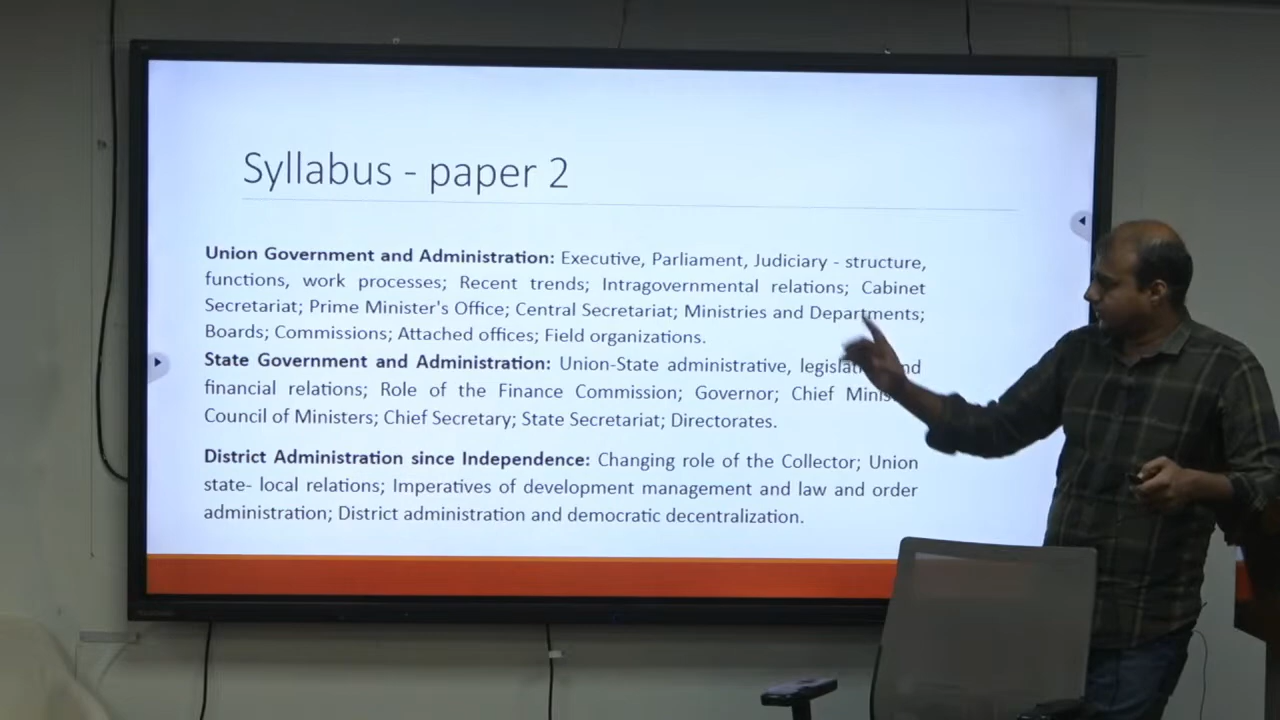 Syllabus - paper 2
Union Government and Administration: Executive, Parliament, Judiciary - structure,
functions, work processes; Recent trends; Intragovernmental relations; Cabinet
Secretariat; Prime Minister's Office; Central Secretariat; Ministries and Departments;
Boards; Commissions; Attached offices; Field organizations.
State Government and Administration: Union-State administrative,
financial relations; Role of the Finance Commission; Governor; Chief
Council of Ministers; Chief Secretary; State Secretariat; Directorates.
District Administration since Independence: Changing role of the Collector; Union
state- local relations; Imperatives of development management and law and order
administration; District administration and democratic decentralization.